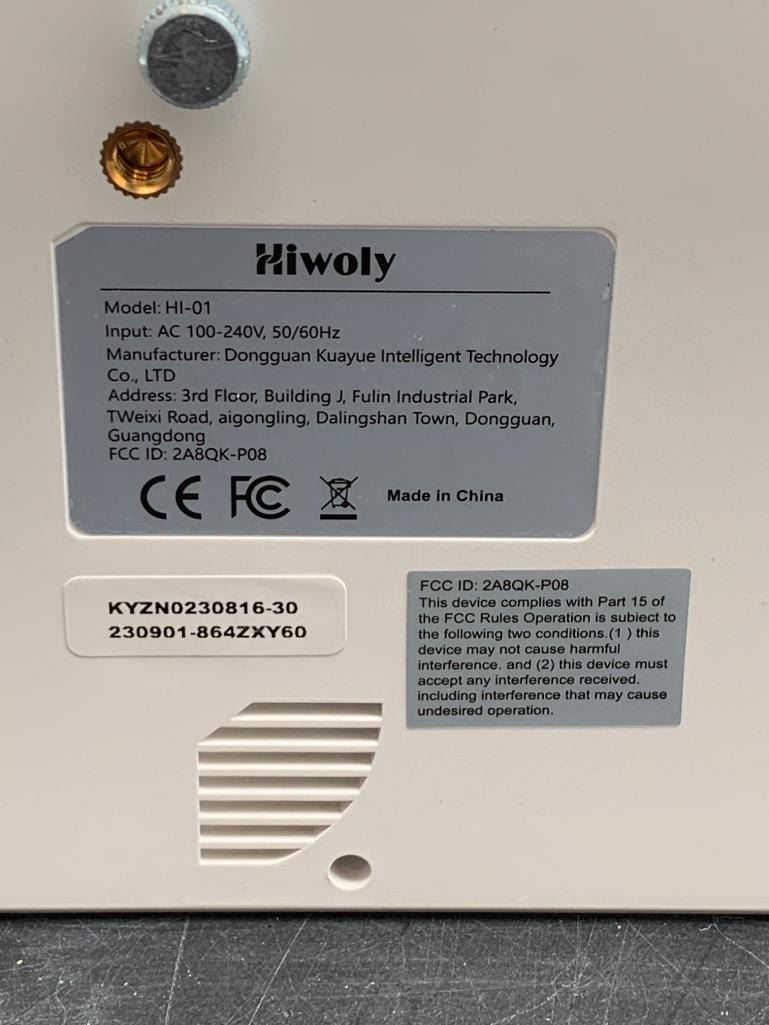 Hiwoly
Model: HI-01
Input: AC 100-240V, 50/60Hz
Manufacturer: Dongguan Kuayue Intelligent Technology
Co., LTD
Address: 3rd Floor, Building J, Fulin Industrial Park,
TWeixi Road, aigongling, Dalingshan Town, Dongguan,
Guangdong
FCC ID: 2A8QK-P08
CE FC Made in China
KYZN0230816-30
230901-864ZXY60
FCC ID: 2A8QK-P08
This device complies with Part 15 of
the FCC Rules Operation is subiect to
the following two conditions.(1 ) this
device may not cause harmful
interference. and (2) this device must
accept any interference received.
including interference that may cause
undesired operation.